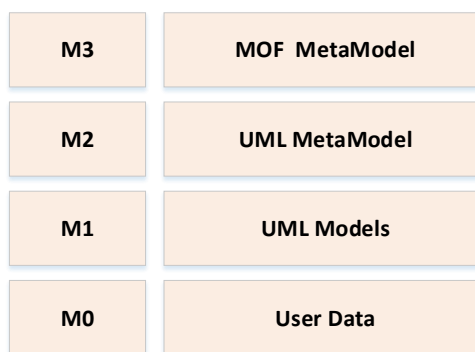 M3 MOF MetaModel
M2 UML MetaModel
M1 UML Models
M0 User Data